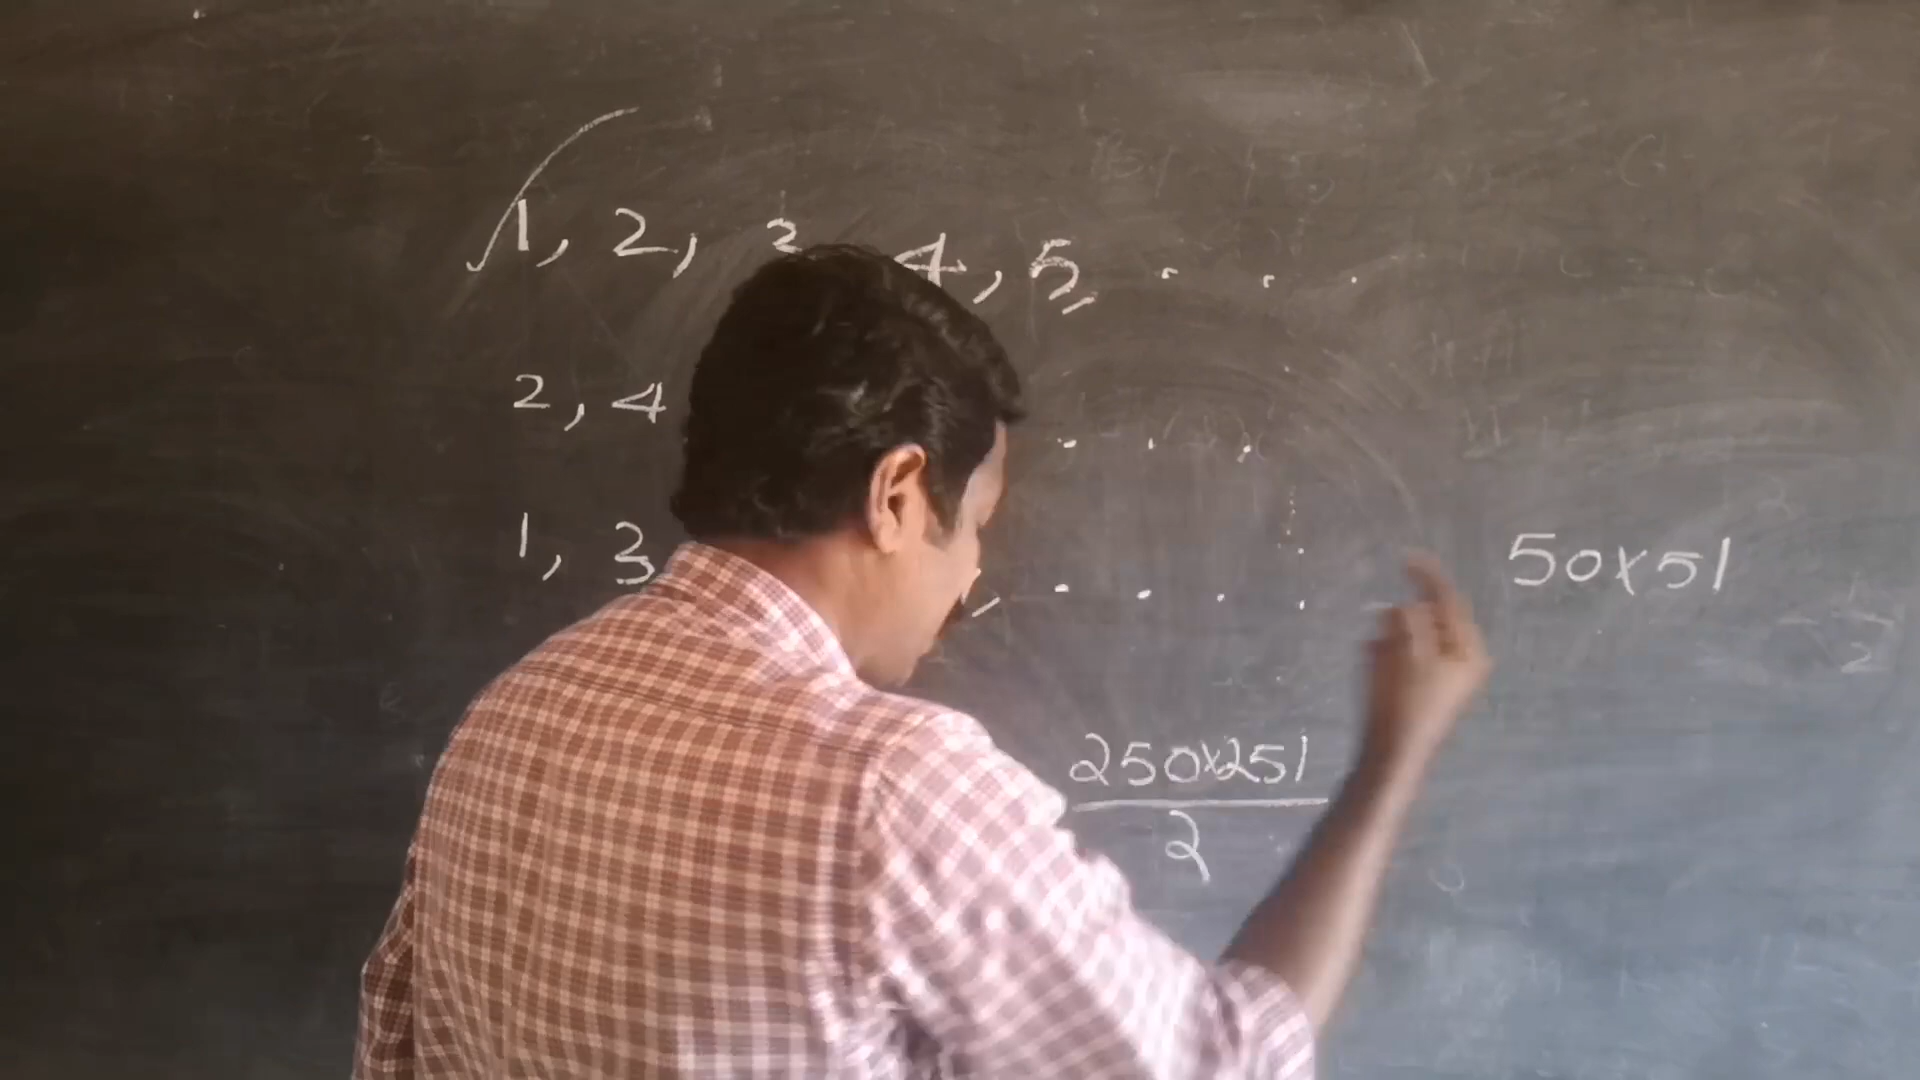 1, 2, 3 4, 5, . . .
2, 4 . . .
1, 3 , . . . .
50x51
250x251
2